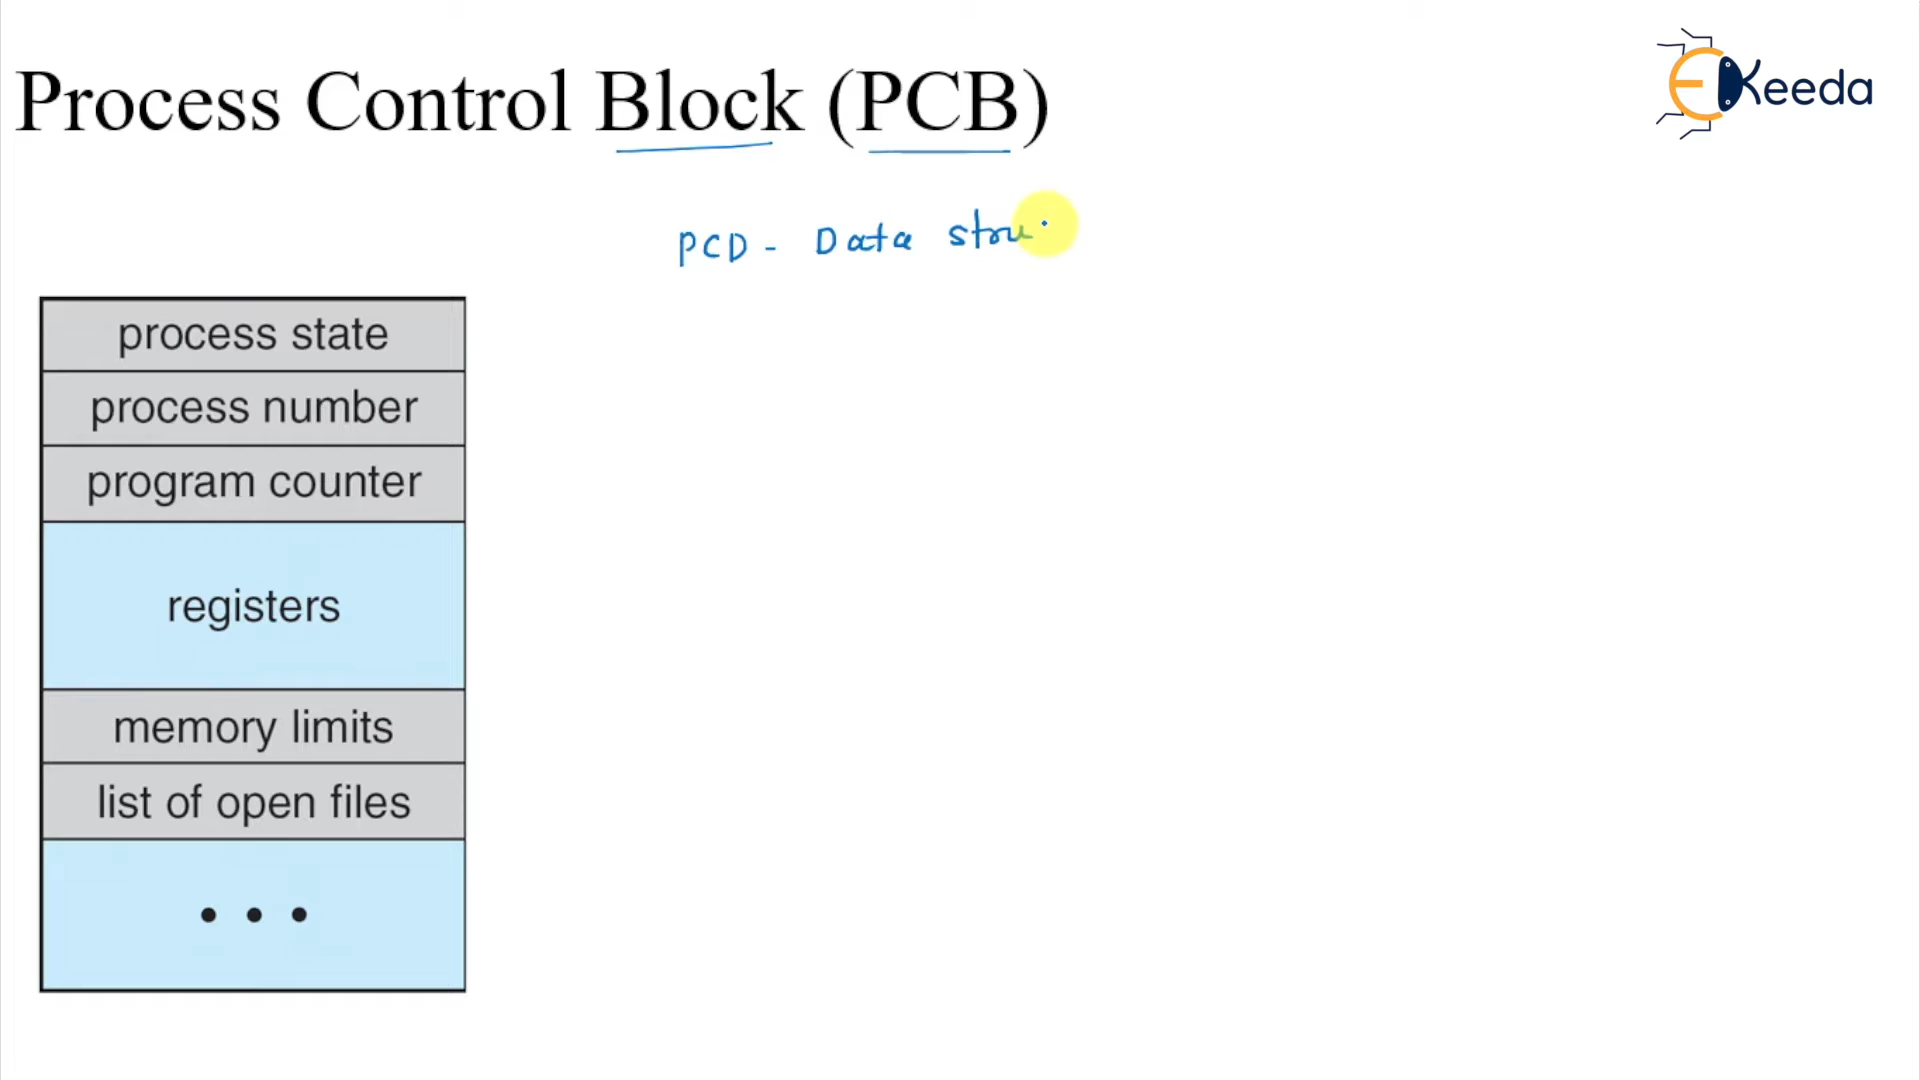 Process Control Block (PCB)
EKeeda
PCD - Data stru
process state
process number
program counter
registers
memory limits
list of open files
• • •